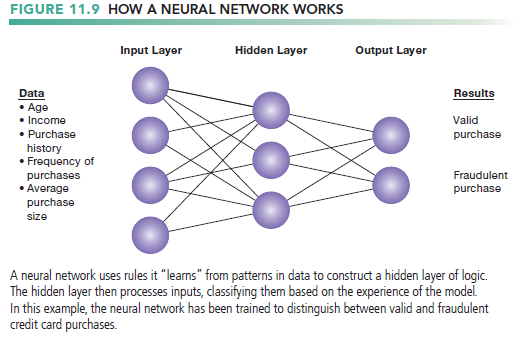 FIGURE 11.9 HOW A NEURAL NETWORK WORKS
Input Layer
Hidden Layer
Output Layer
Data
• Age
• Income
• Purchase
history
• Frequency of
purchases
• Average
purchase
size
Results
Valid
purchase
Fraudulent
purchase
A neural network uses rules it “learns” from patterns in data to construct a hidden layer of logic.
The hidden layer then processes inputs, classifying them based on the experience of the model.
In this example, the neural network has been trained to distinguish between valid and fraudulent
credit card purchases.